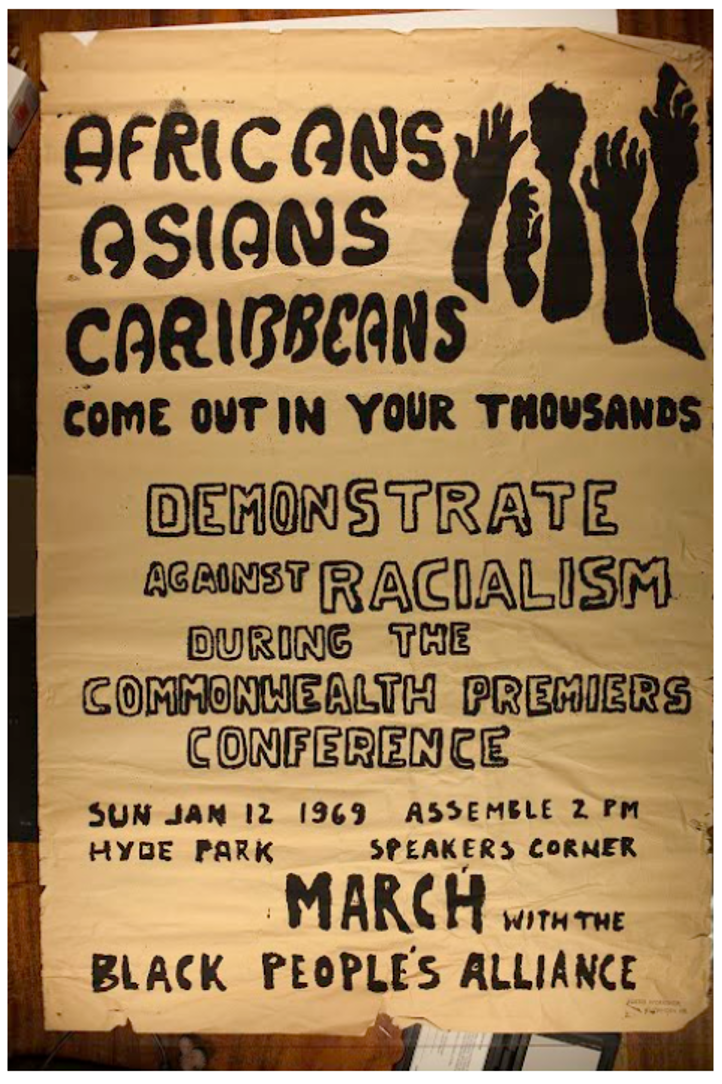 AFRICANS
ASIANS
CARIBBEANS
COME OUT IN YOUR THOUSANDS
DEMONSTRATE
AGAINST RACIALISM
DURING THE
COMMONWEALTH PREMIERS
CONFERENCE
SUN JAN 12 1969 ASSEMBLE 2 PM
HYDE PARK SPEAKERS CORNER
MARCH WITH THE
BLACK PEOPLE'S ALLIANCE